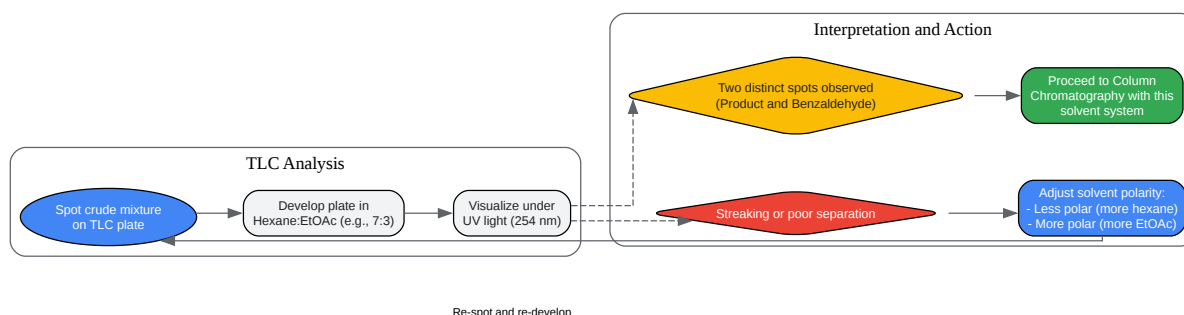 TLC Analysis
Spot crude mixture
on TLC plate
Develop plate in
Hexane:EtOAc (e.g., 7:3)
Visualize under
UV light (254 nm)
Interpretation and Action
Two distinct spots observed
(Product and Benzaldehyde)
Proceed to Column
Chromatography with this
solvent system
Streaking or poor separation
Adjust solvent polarity:
- Less polar (more hexane)
- More polar (more EtOAc)
Re-spot and re-develop